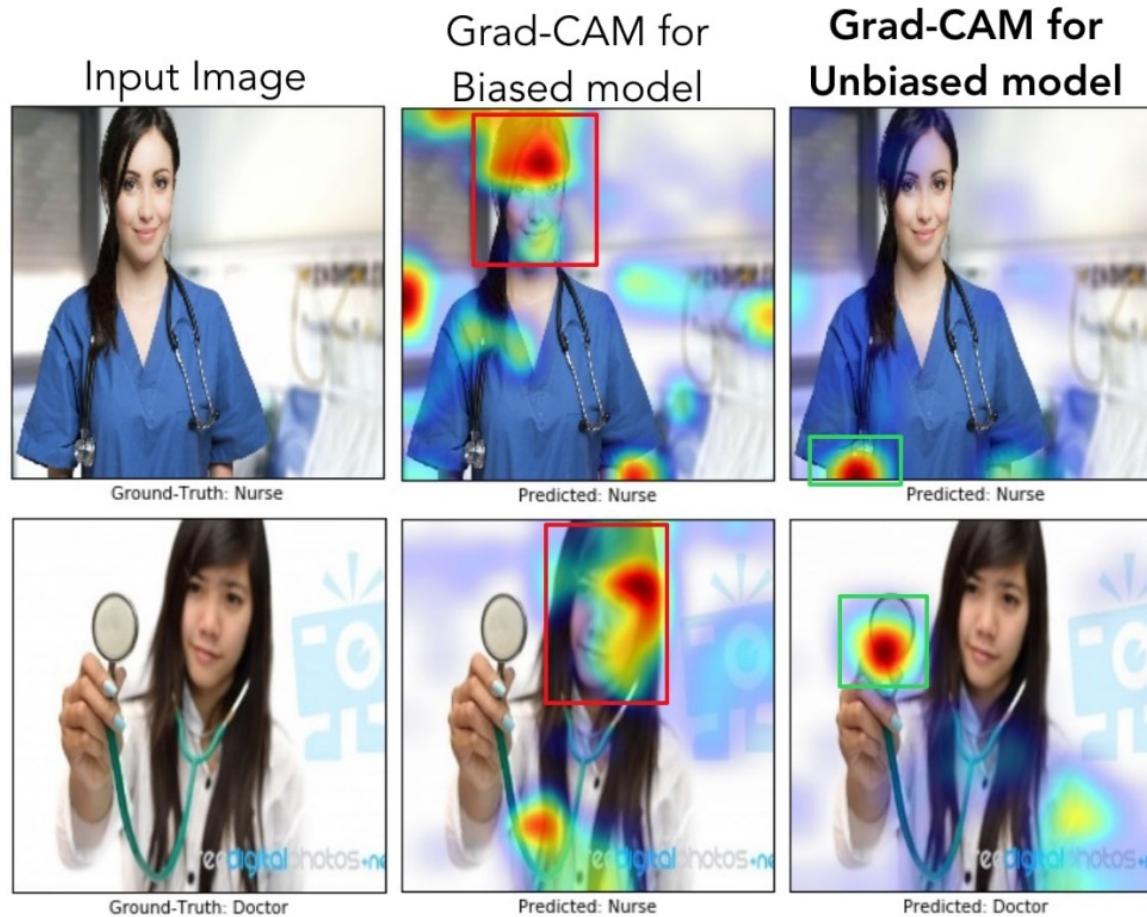 Input Image
Grad-CAM for
Biased model
Grad-CAM for
Unbiased model
Ground-Truth: Nurse
Predicted: Nurse
Predicted: Nurse
Ground-Truth: Doctor
Predicted: Nurse
Predicted: Doctor